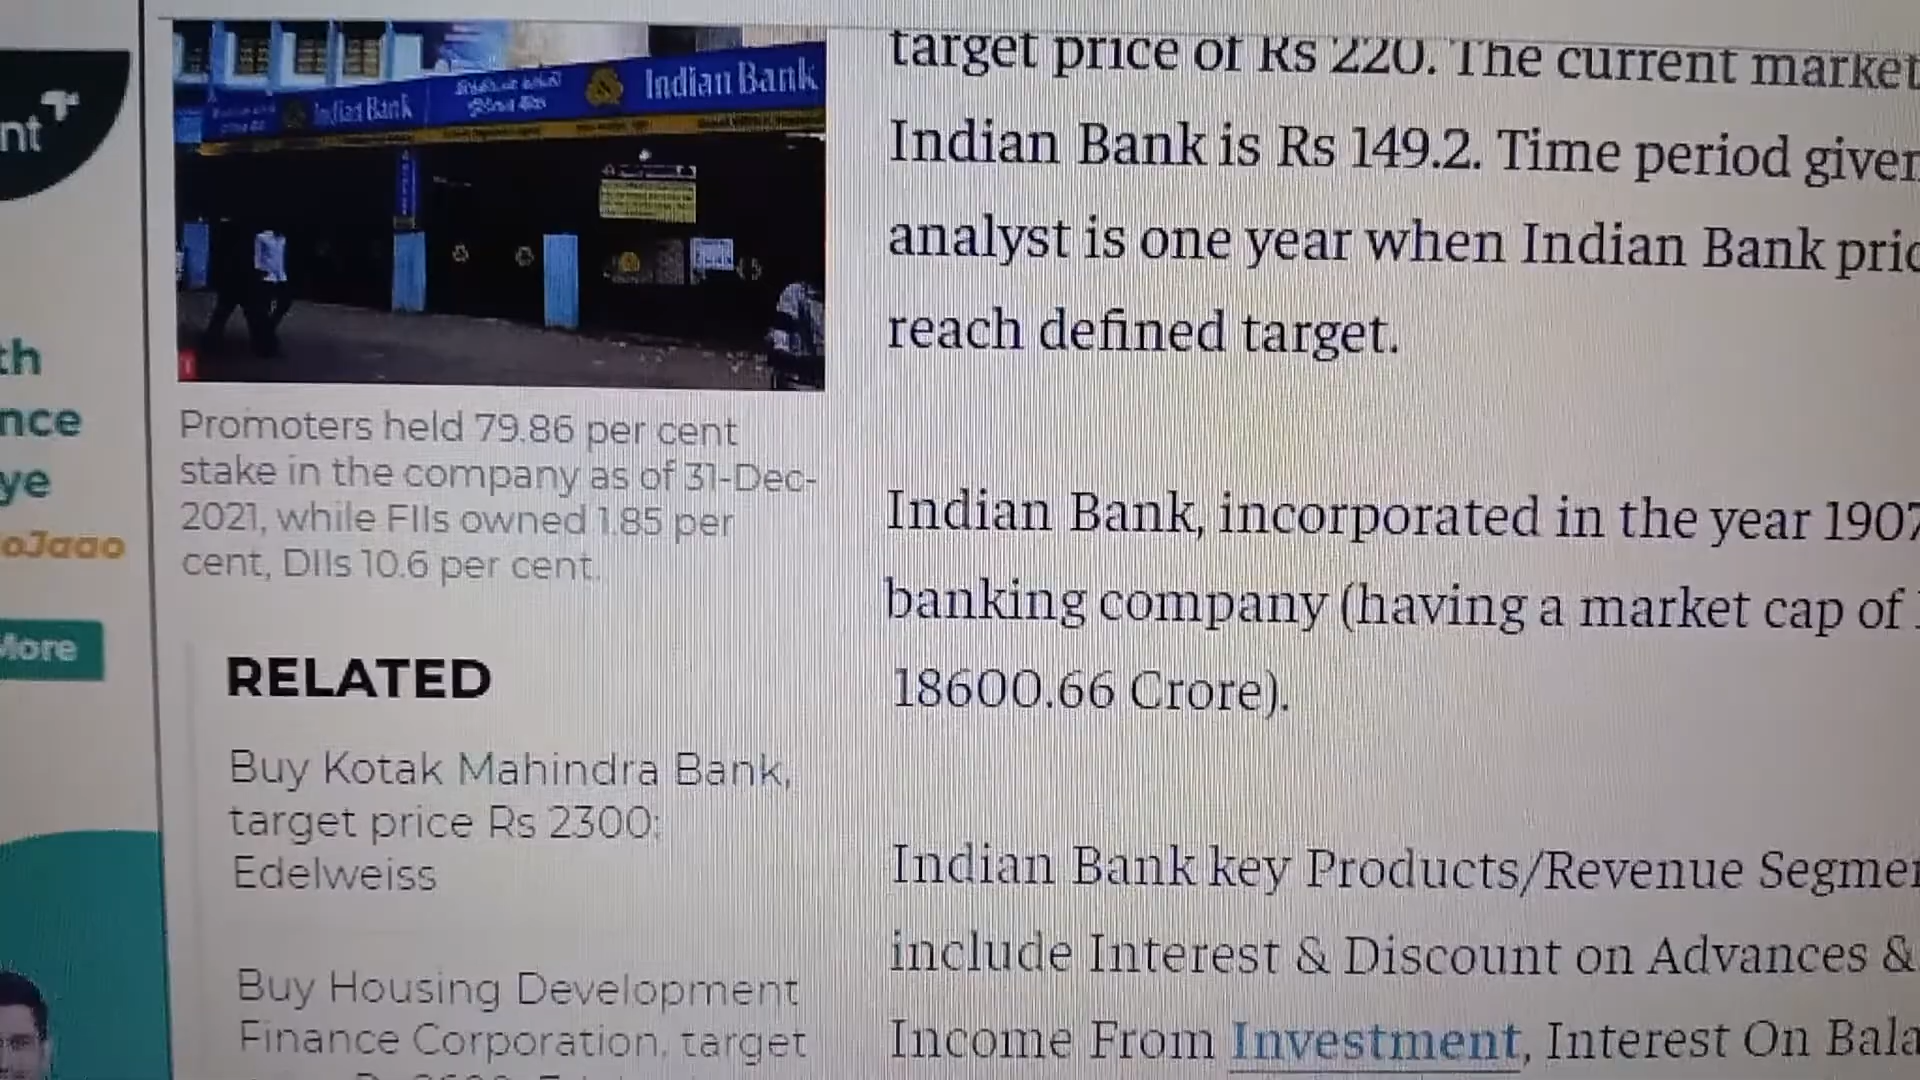 nt
th
nce
ye
oJaao
More
Indian Bank
Indian Bank
Promoters held 79.86 per cent
stake in the company as of 31-Dec-
2021, while FIIs owned 1.85 per
cent, DIIs 10.6 per cent.
RELATED
Buy Kotak Mahindra Bank,
target price Rs 2300:
Edelweiss
Buy Housing Development
Finance Corporation, target
target price of Rs 220. The current market
Indian Bank is Rs 149.2. Time period given
analyst is one year when Indian Bank pric
reach defined target.
Indian Bank, incorporated in the year 1907
banking company (having a market cap of
18600.66 Crore).
Indian Bank key Products/Revenue Segmen
include Interest & Discount on Advances &
Income From Investment, Interest On Bala